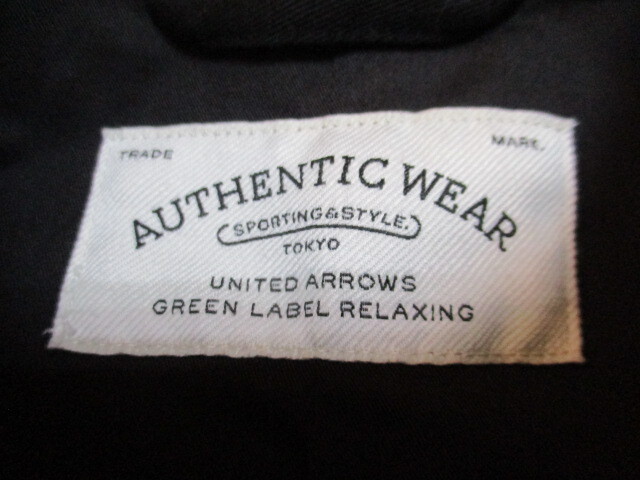 TRADE MARK.
AUTHENTIC WEAR
SPORTING&STYLE.
TOKYO
UNITED ARROWS
GREEN LABEL RELAXING